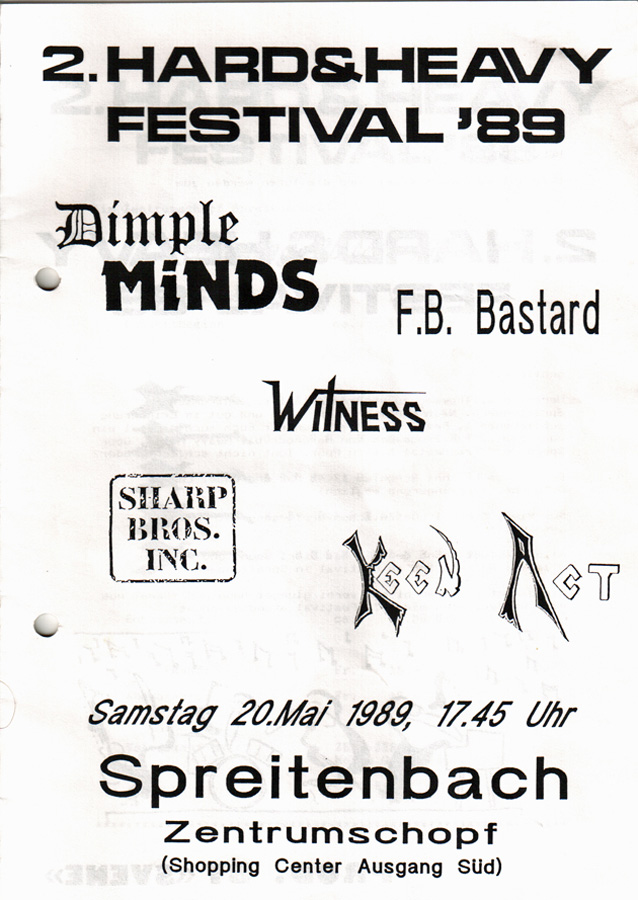 2. HARD&HEAVY
FESTIVAL '89
Dimple
MiNDS
F.B. Bastard
WITNESS
SHARP
BROS.
INC.
KEEN ACT
Samstag 20.Mai 1989, 17.45 Uhr
Spreitenbach
Zentrumschopf
(Shopping Center Ausgang Süd)